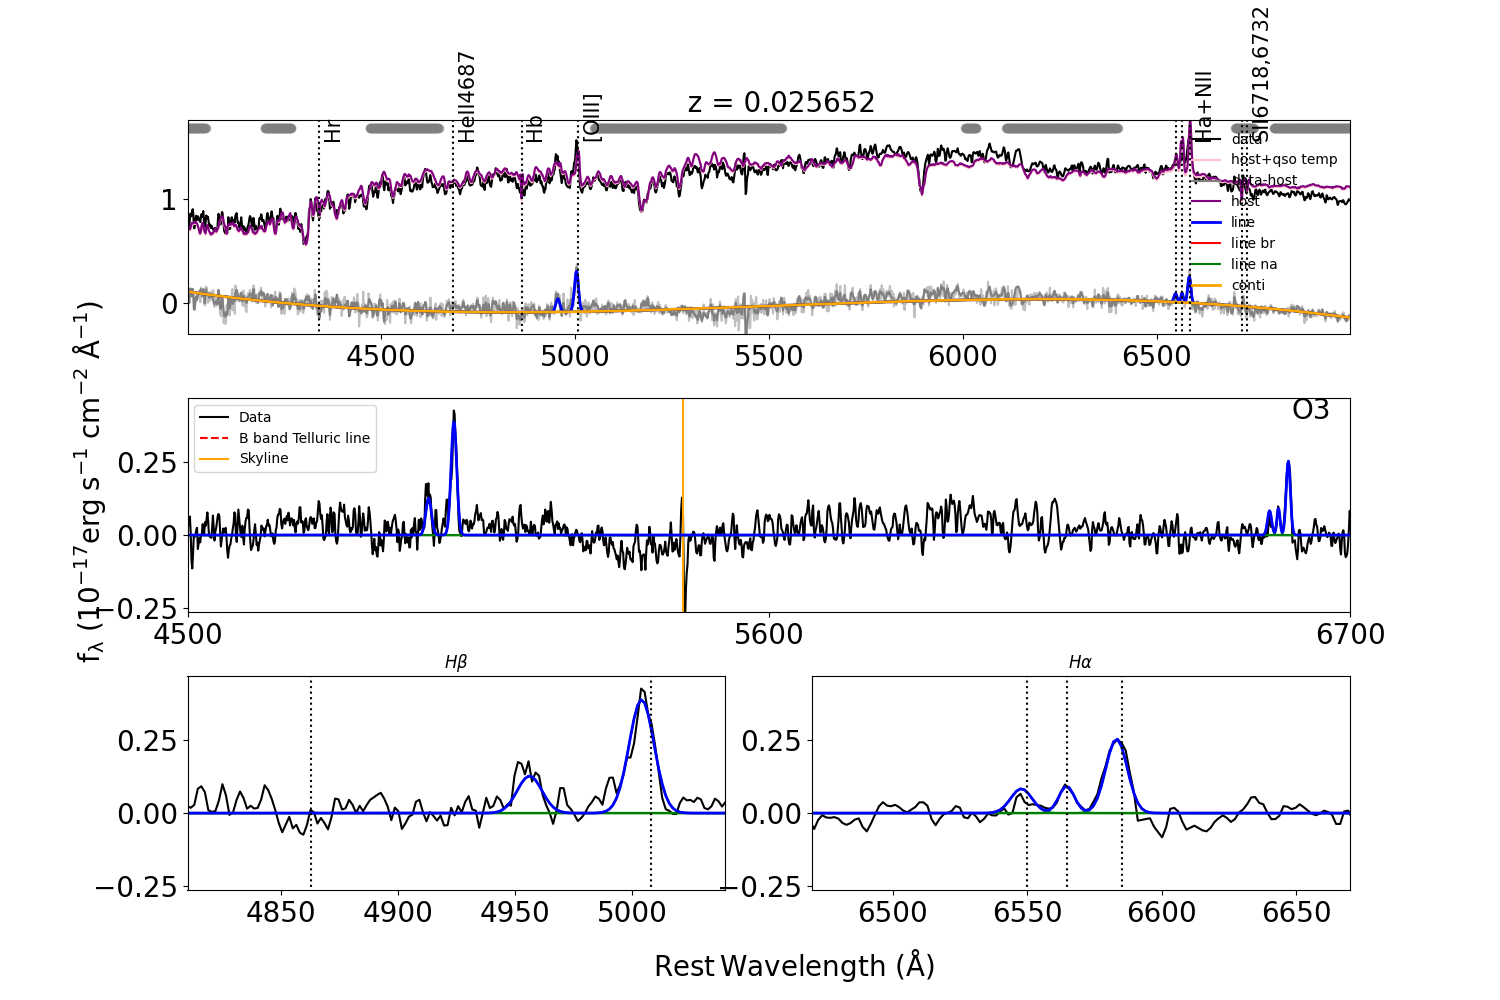 z = 0.025652
Hr
HeII4687
Hb
[OIII]
Ha+NII
SII6718,6732
data
host+qso temp
data-host
host
line
line br
line na
conti
1
0
4500
5000
5500
6000
6500
fλ (10−17erg s−1 cm−2 Å−1)
Data
B band Telluric line
Skyline
O3
0.25
0.00
−0.25
4500
5600
6700
Hβ
0.25
0.00
−0.25
4850
4900
4950
5000
Hα
0.25
0.00
−0.25
6500
6550
6600
6650
Rest Wavelength (Å)